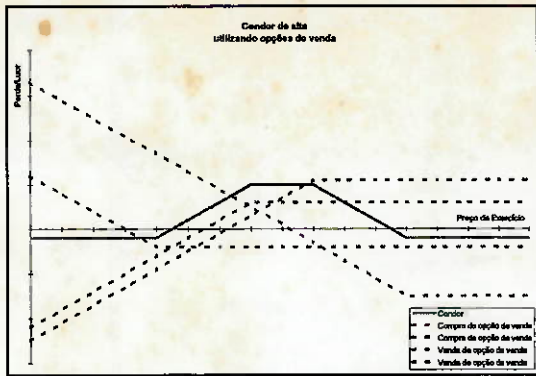 Condor de alta
utilizando opções de venda
Perda/Lucro
Preço de Exercício
Condor
Compra de opção de venda
Compra de opção de venda
Venda de opção de venda
Venda de opção de venda